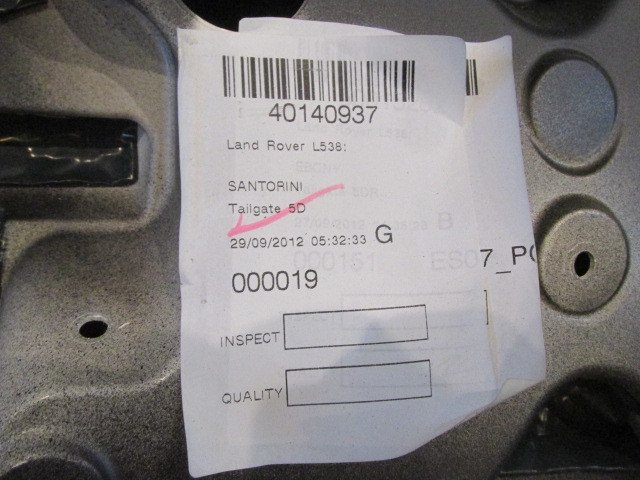 40140937
Land Rover L538:
SANTORINI
Tailgate 5D
29/09/2012 05:32:33 G
000151 ES07_PC
000019
INSPECT
QUALITY